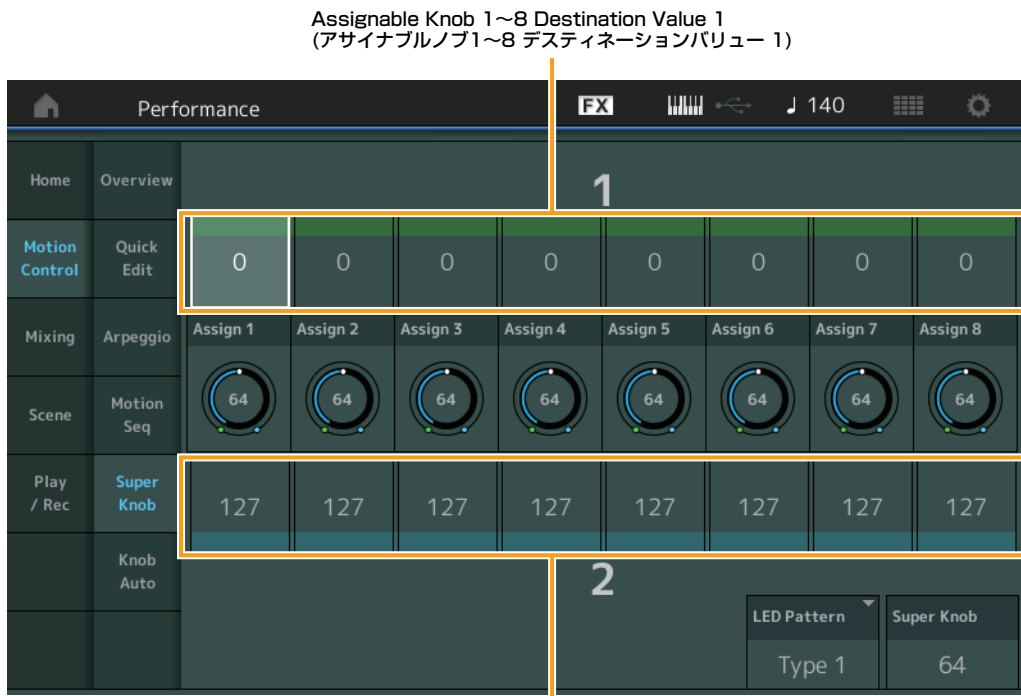 Assignable Knob 1～8 Destination Value 1
(アサイナブルノブ1～8 デスティネーションバリュー 1)
Performance
FX
♩ 140
Home
Overview
1
Motion
Control
Quick
Edit
0 0 0 0 0 0 0 0
Mixing
Arpeggio
Assign 1 Assign 2 Assign 3 Assign 4 Assign 5 Assign 6 Assign 7 Assign 8
64 64 64 64 64 64 64 64
Scene
Motion
Seq
Play
/ Rec
Super
Knob
127 127 127 127 127 127 127 127
Knob
Auto
2
LED Pattern
Super Knob
Type 1
64